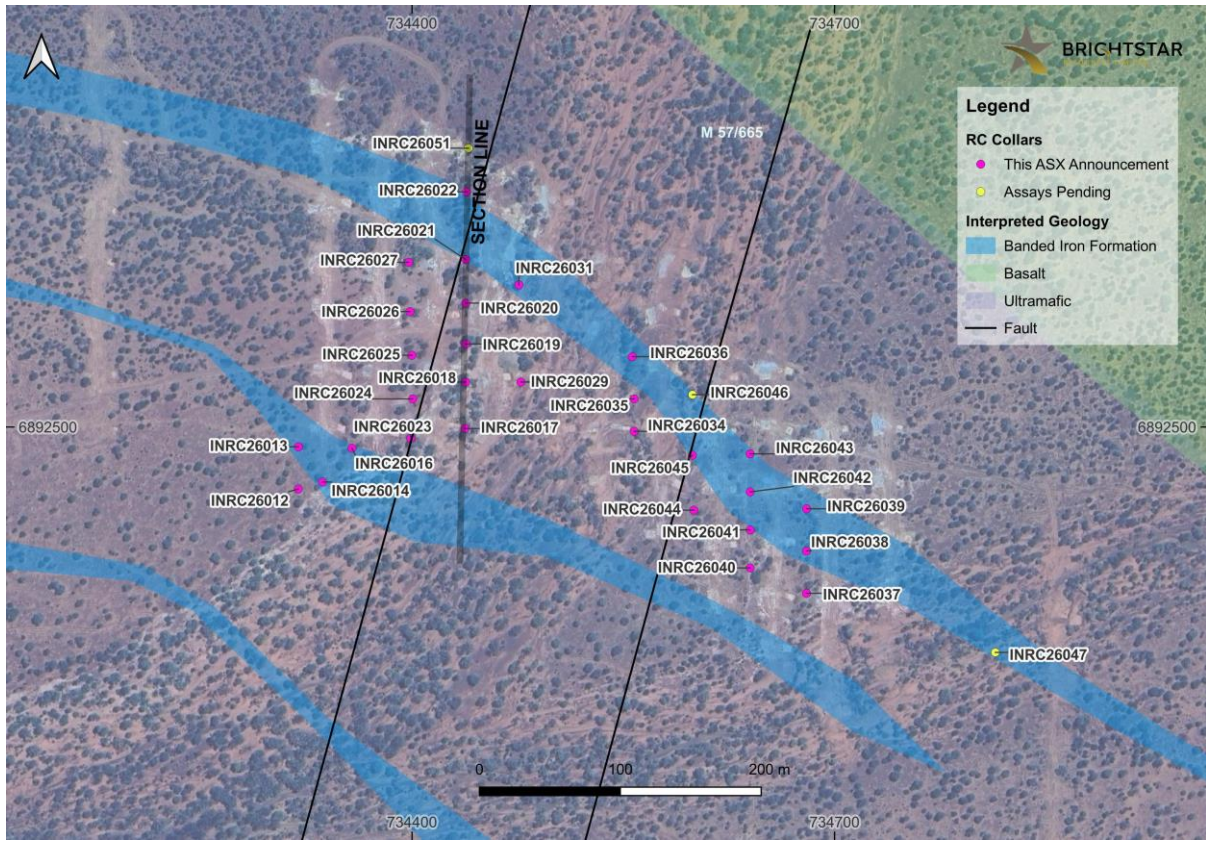 734400
734700
BRICHTSTAR
Legend
RC Collars
This ASX Announcement
Assays Pending
Interpreted Geology
Banded Iron Formation
Basalt
Ultramafic
Fault
M 57/665
SECTION LINE
INRC26051
INRC26022
INRC26021
INRC26027
INRC26031
INRC26026
INRC26020
INRC26025
INRC26019
INRC26036
INRC26018
INRC26029
INRC26046
INRC26024
INRC26035
6892500
INRC26023
INRC26017
INRC26034
6892500
INRC26013
INRC26016
INRC26045
INRC26043
INRC26012
INRC26014
INRC26042
INRC26044
INRC26039
INRC26041
INRC26038
INRC26040
INRC26037
INRC26047
0 100 200 m
734400
734700